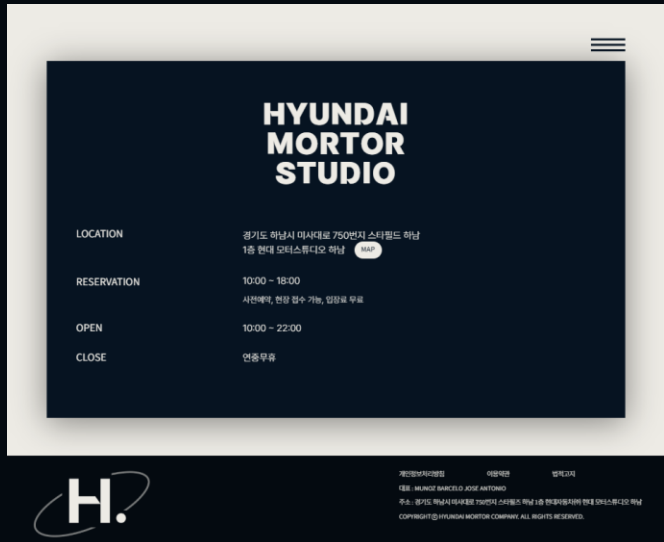 HYUNDAI
MORTOR
STUDIO
LOCATION
경기도 하남시 미사대로 750번지 스타필드 하남
1층 현대 모터스튜디오 하남 MAP
RESERVATION
10:00 ~ 18:00
사전예약, 현장 접수 가능, 입장료 무료
OPEN
10:00 ~ 22:00
CLOSE
연중무휴
H.
개인정보처리방침 이용약관 법적고지
대표 : MUNOZ BARCELO JOSE ANTONIO
주소 : 경기도 하남시 미사대로 750번지 스타필즈 하남 1층 현대자동차㈜ 현대 모터스튜디오 하남
COPYRIGHT ⓒ HYUNDAI MORTOR COMPANY. ALL RIGHTS RESERVED.